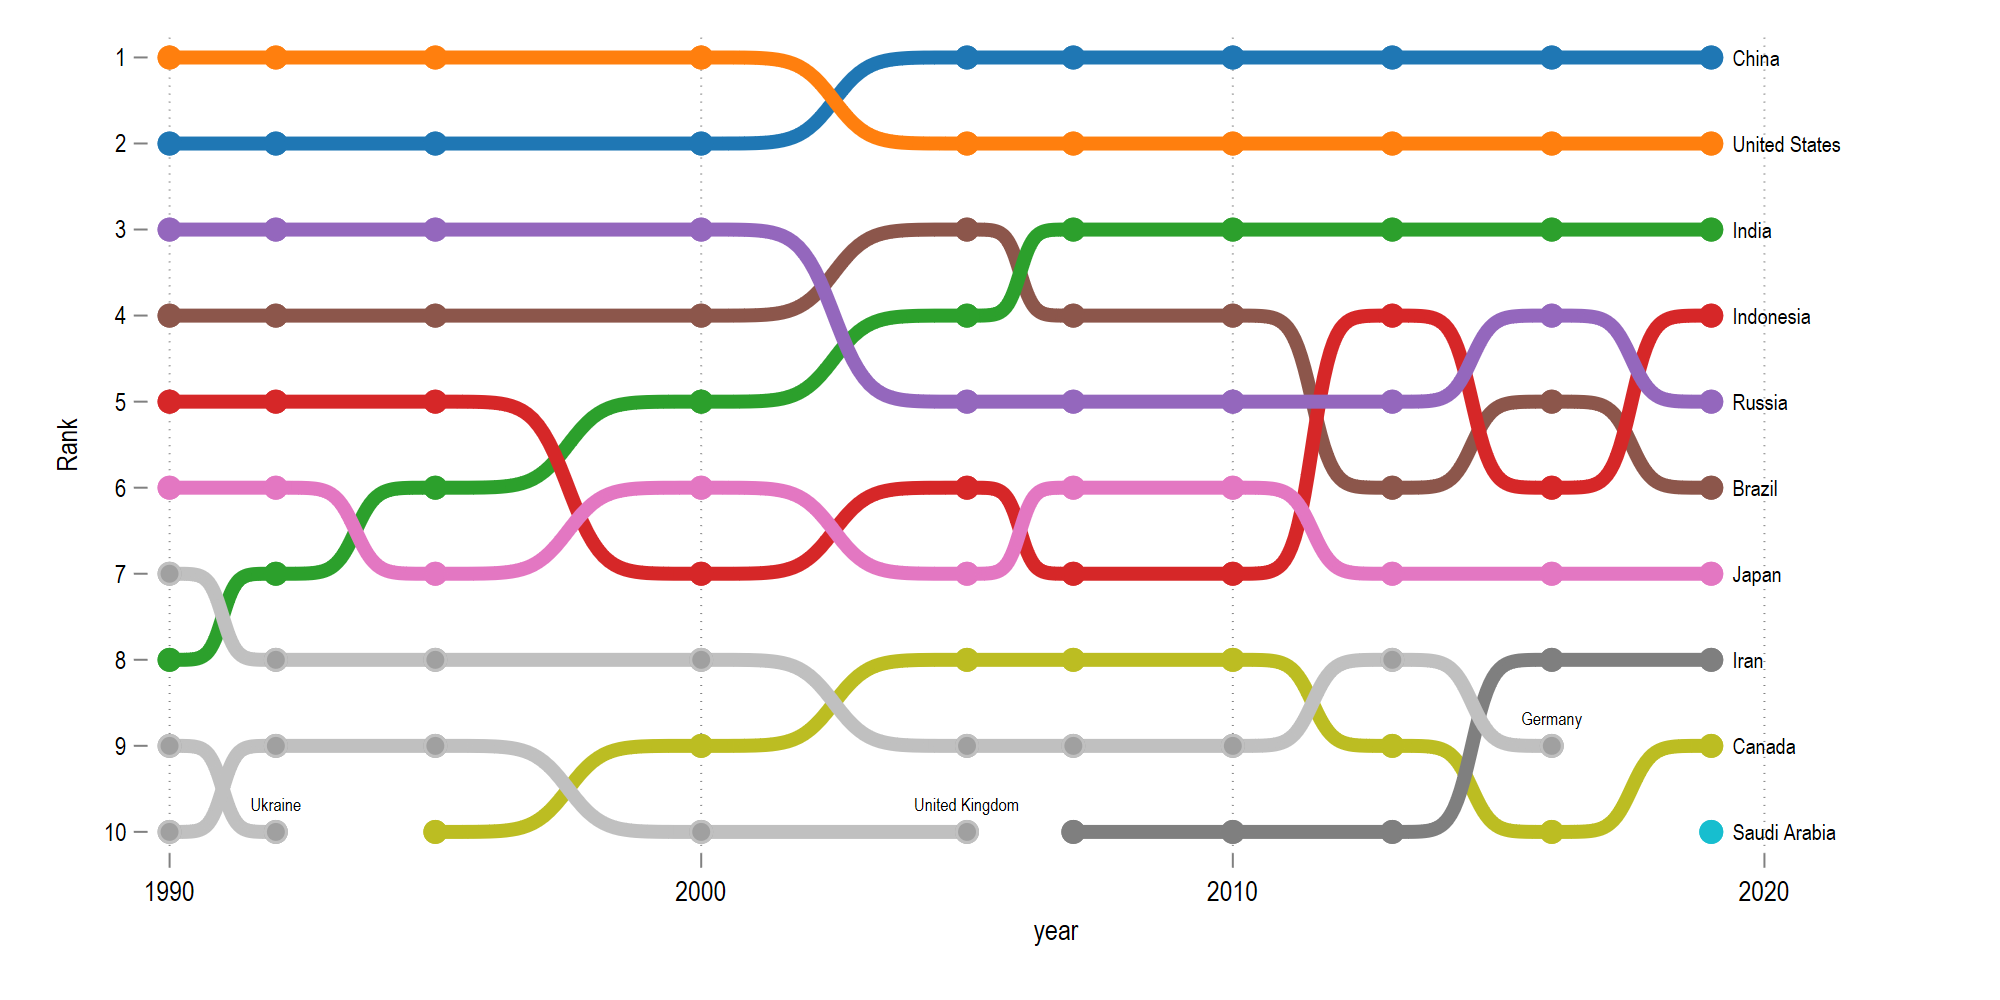 1
China
2
United States
3
India
4
Indonesia
5
Russia
Rank
6
Brazil
7
Japan
8
Iran
Germany
9
Canada
Ukraine
United Kingdom
10
Saudi Arabia
1990 2000 2010 2020
year